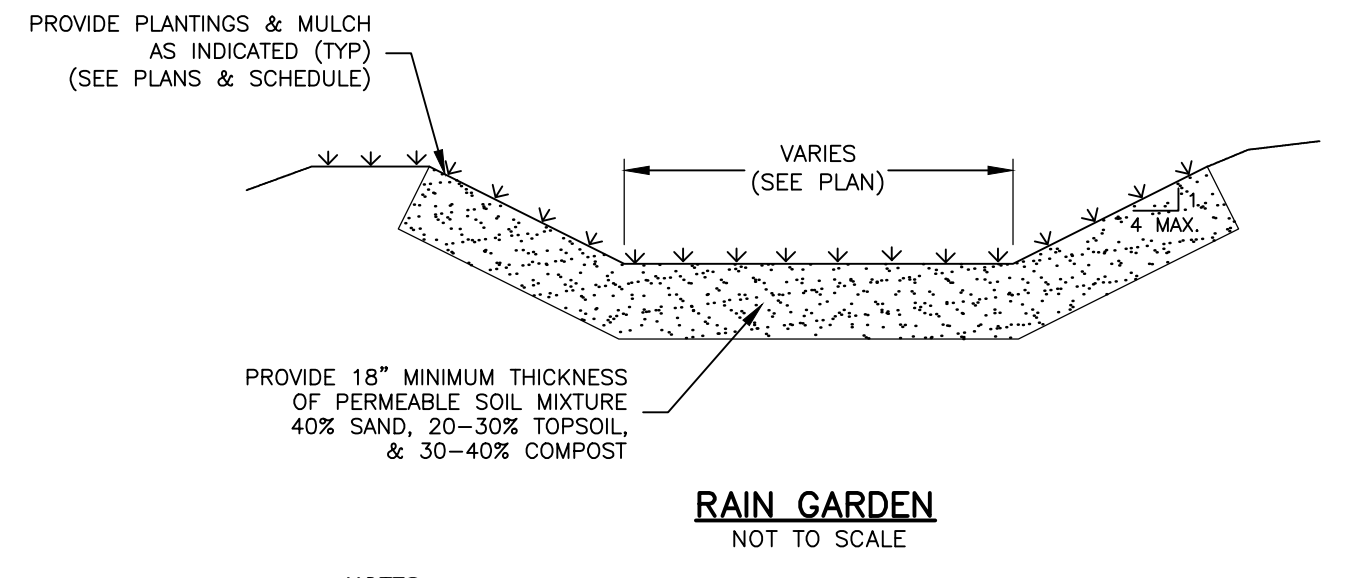 PROVIDE PLANTINGS & MULCH
AS INDICATED (TYP)
(SEE PLANS & SCHEDULE)
VARIES
(SEE PLAN)
1
4 MAX.
PROVIDE 18” MINIMUM THICKNESS
OF PERMEABLE SOIL MIXTURE
40% SAND, 20–30% TOPSOIL,
& 30–40% COMPOST
RAIN GARDEN
NOT TO SCALE